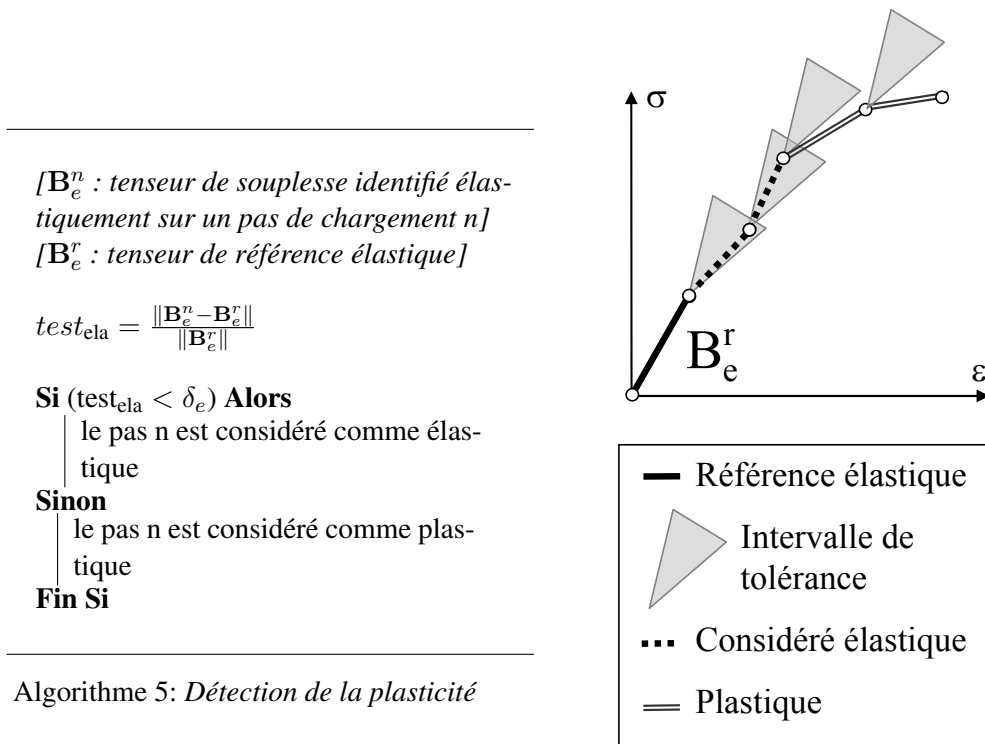 [B_e^n : tenseur de souplesse identifié élas-
tiquement sur un pas de chargement n]
[B_e^r : tenseur de référence élastique]
test_ela = ‖B_e^n−B_e^r‖ / ‖B_e^r‖
Si (test_ela < δ_e) Alors
le pas n est considéré comme élas-
tique
Sinon
le pas n est considéré comme plas-
tique
Fin Si
Algorithme 5: Détection de la plasticité
σ
B_e^r
ε
Référence élastique
Intervalle de
tolérance
Considéré élastique
Plastique